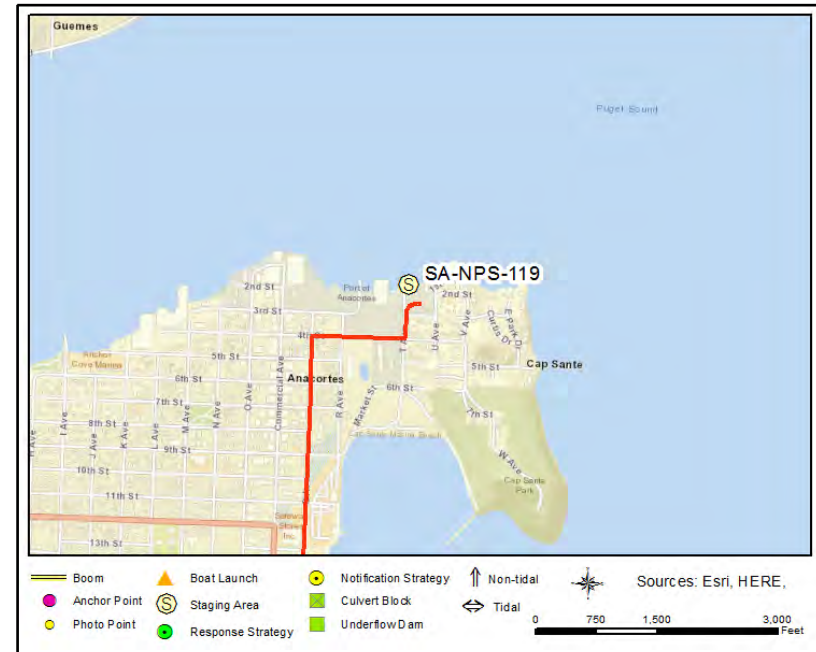 Guemes
Puget Sound
SA-NPS-119
2nd St
Port of
Anacortes
2nd St
3rd St
4th St
U Ave
V Ave
E Park Dr
Curtis Dr
Anchor
Cove Marina
5th St
5th St
Cap Sante
6th St
Anacortes
6th St
7th St
Market St
R Ave
7th St
Commercial Ave
O Ave
N Ave
M Ave
L Ave
K Ave
J Ave
I Ave
8th St
9th St
W Ave
10th St
Cap Sante
Park
11th St
13th St
Boom
Boat Launch
Notification Strategy
Non-tidal
Sources: Esri, HERE,
Anchor Point
Staging Area
Culvert Block
Tidal
Photo Point
Response Strategy
Underflow Dam
0 750 1,500 3,000
Feet